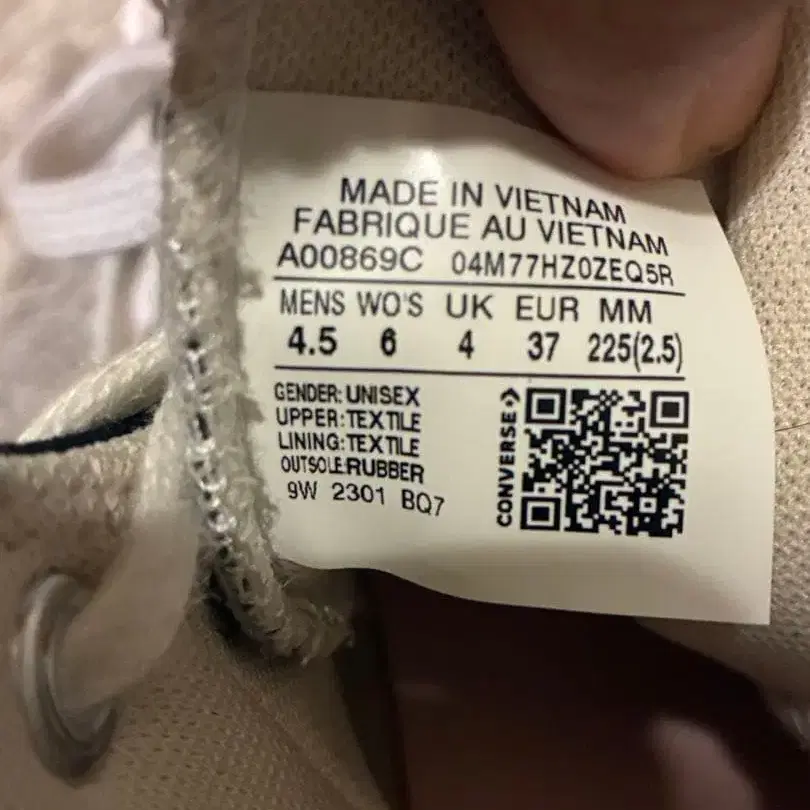 MADE IN VIETNAM
FABRIQUE AU VIETNAM
A00869C 04M77HZ0ZEQ5R
MENS WO'S UK EUR MM
4.5 6 4 37 225(2.5)
GENDER: UNISEX
UPPER:TEXTILE
LINING:TEXTILE
OUTSOLE:RUBBER
9W 2301 BQ7
CONVERSE